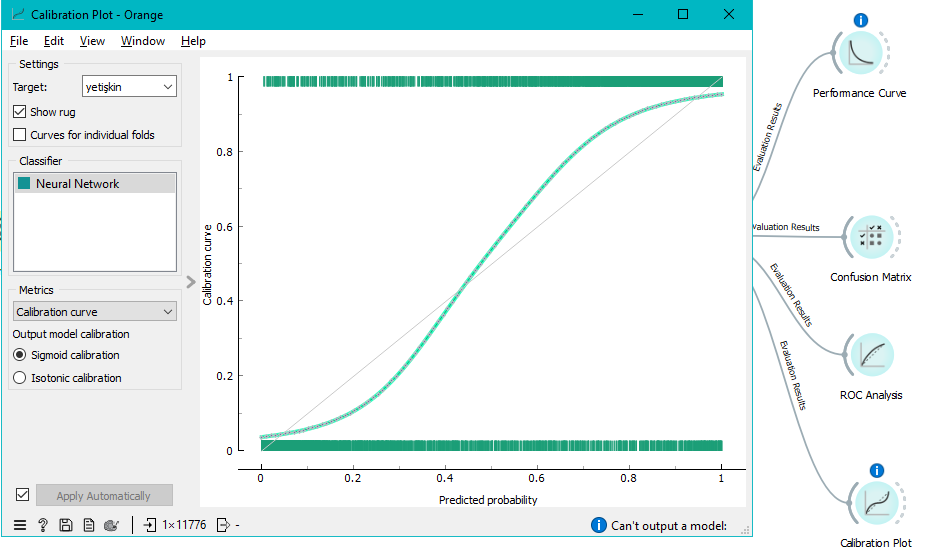 Calibration Plot - Orange
File Edit View Window Help
Settings
Target: yetişkin
Show rug
Curves for individual folds
Classifier
Neural Network
Metrics
Calibration curve
Output model calibration
Sigmoid calibration
Isotonic calibration
Apply Automatically
1×11776
-
Calibration curve
1
0.8
0.6
0.4
0.2
0
0 0.2 0.4 0.6 0.8 1
Predicted probability
Can't output a model:
Evaluation Results
Performance Curve
valuation Results
Confusion Matrix
Evaluation Results
ROC Analysis
Evaluation Results
Calibration Plot